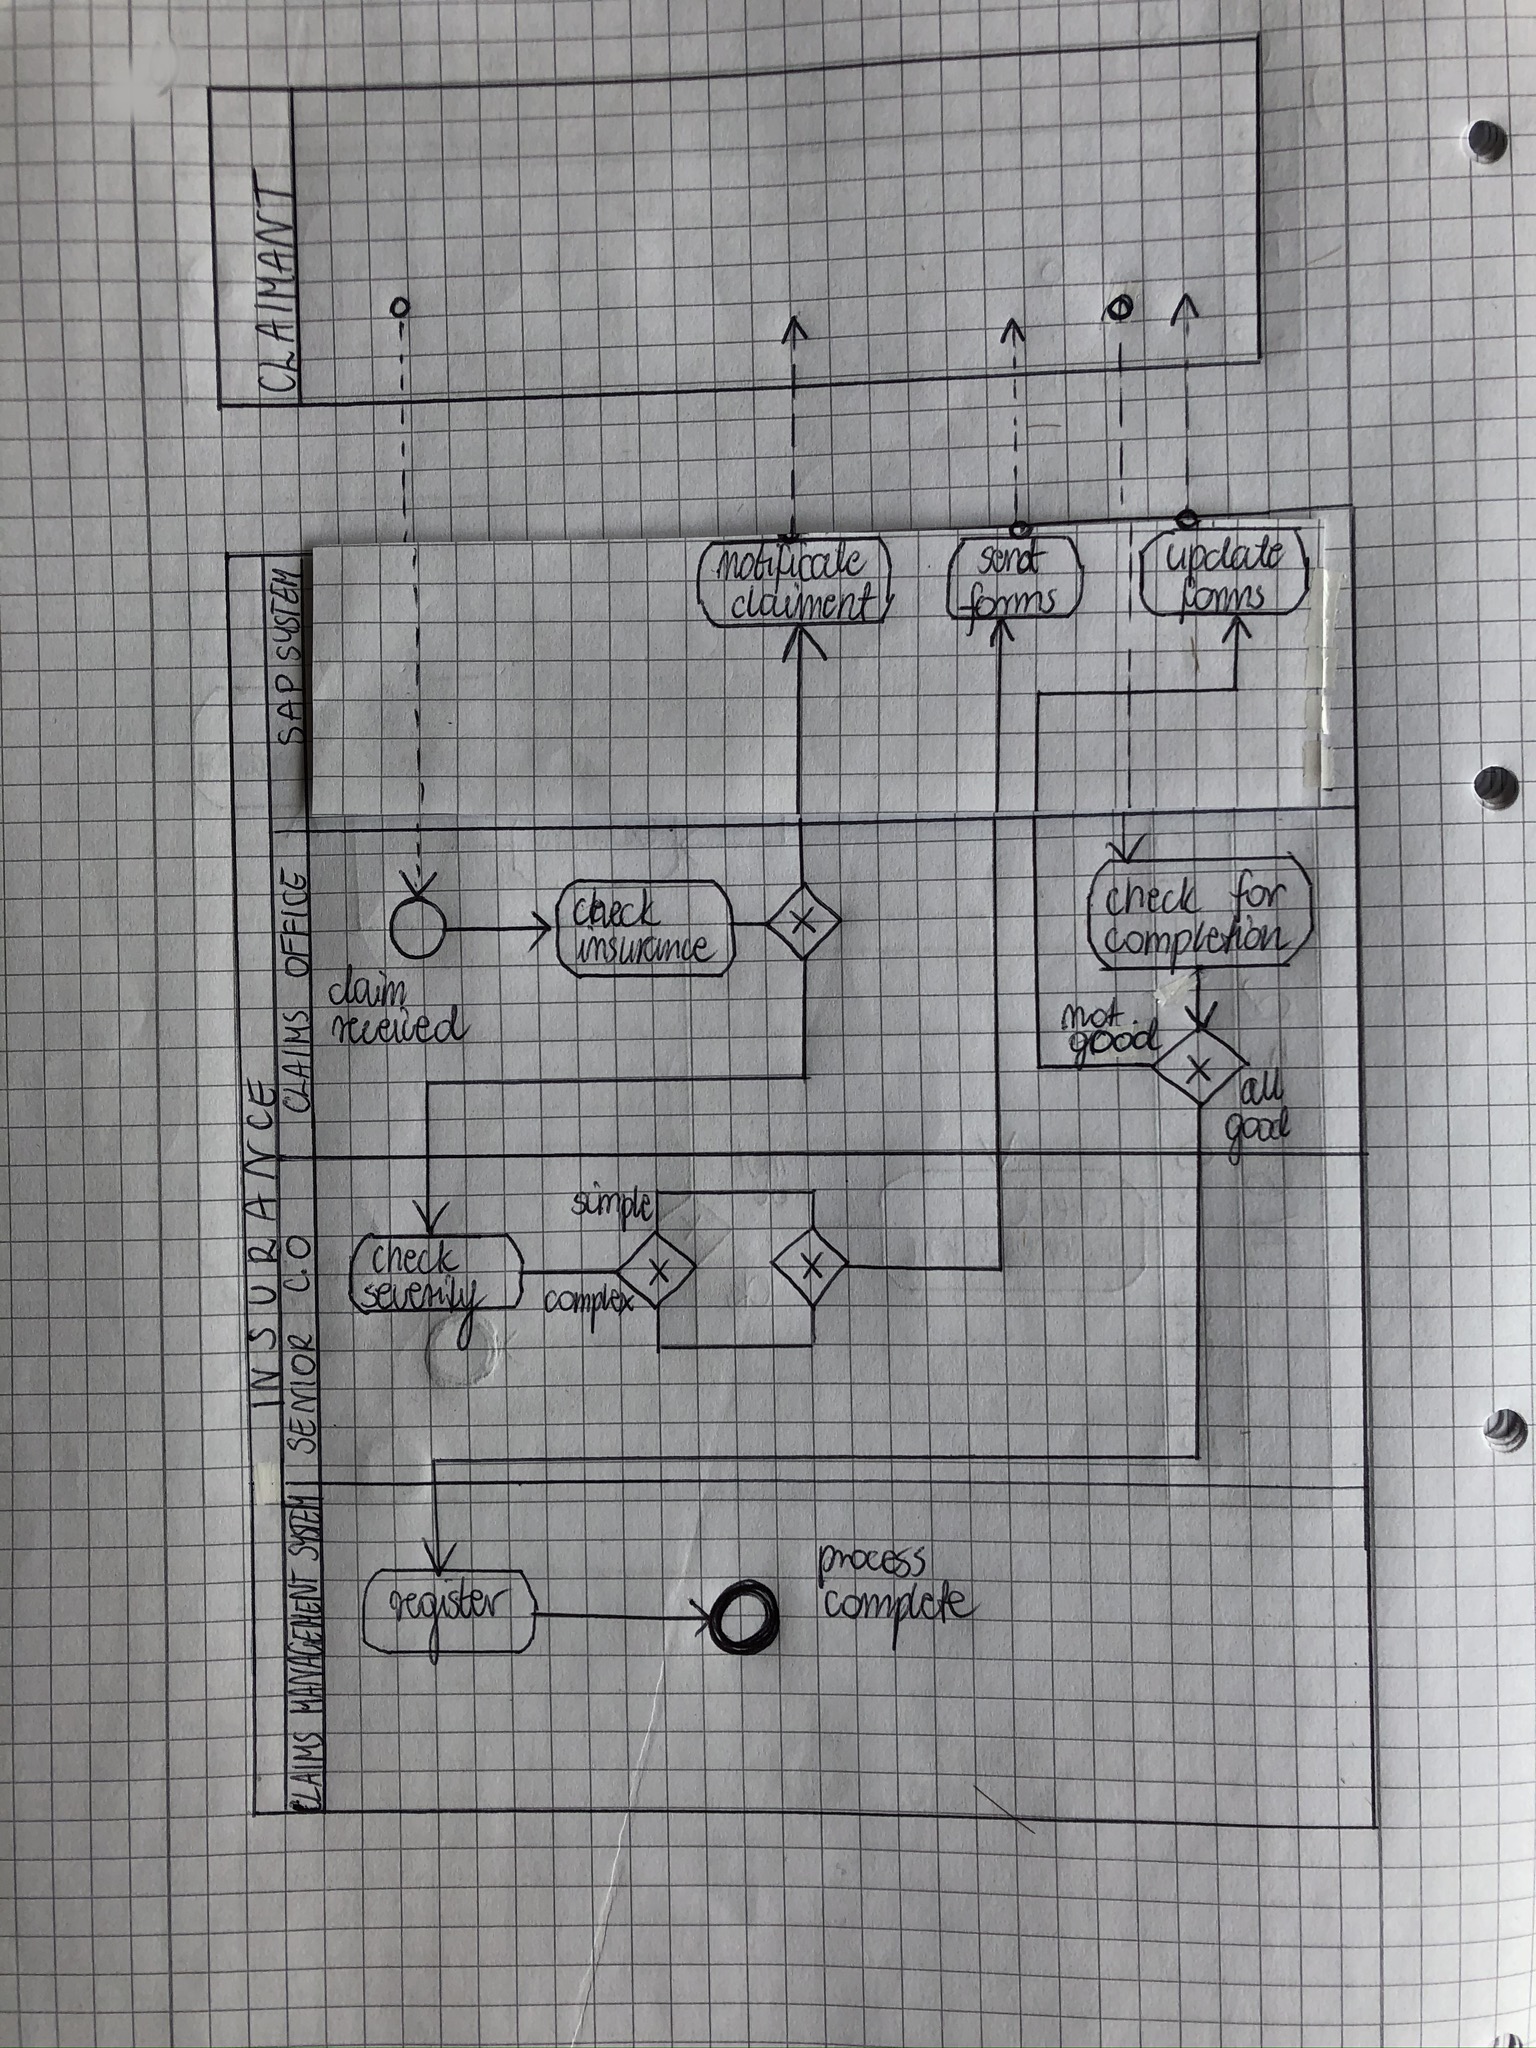 CLAIMANT
INSURANCE
SAP SYSTEM
notificate
claiment
send
forms
update
forms
CLAIMS OFFICE
claim
received
check
insurance
check for
completion
not
good
all
good
SENIOR C.O
check
severity
simple
complex
CLAIMS MANAGEMENT SYSTEM
register
process
complete